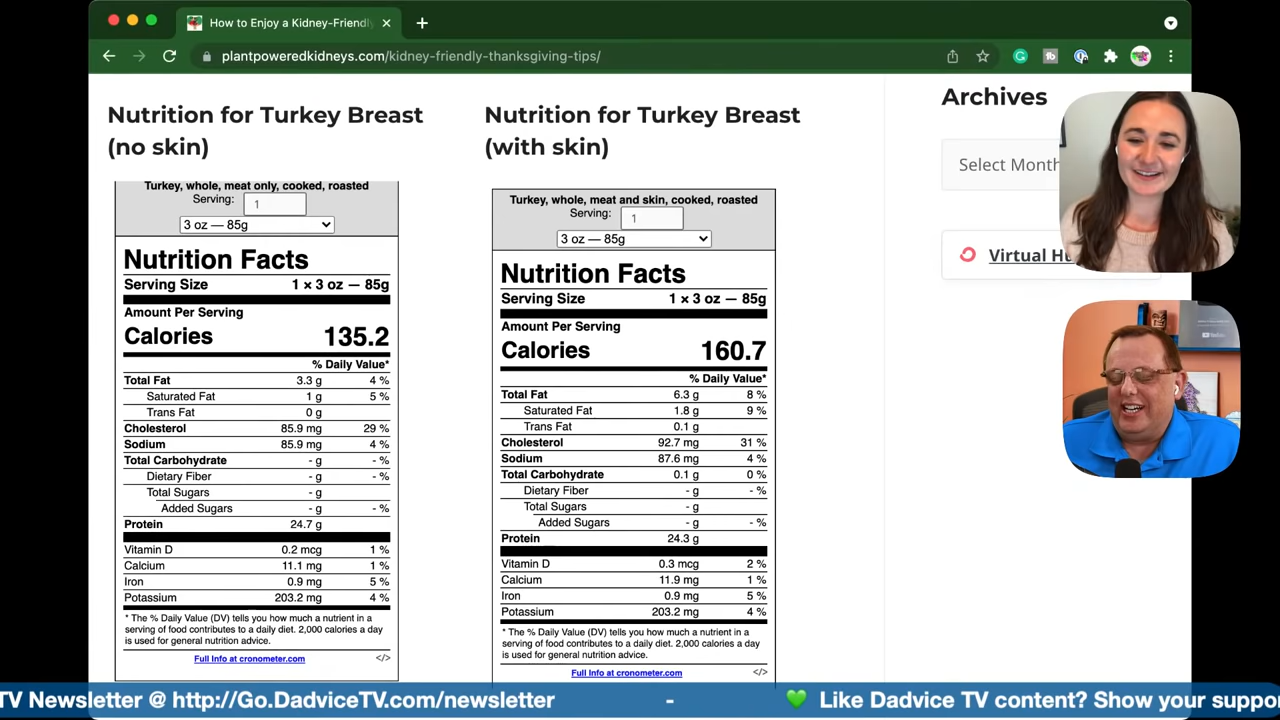 How to Enjoy a Kidney-Friendly
plantpoweredkidneys.com/kidney-friendly-thanksgiving-tips/
Nutrition for Turkey Breast
(no skin)
Turkey, whole, meat only, cooked, roasted
Serving: 1
3 oz — 85g
Nutrition Facts
Serving Size 1 × 3 oz — 85g
Amount Per Serving
Calories 135.2
% Daily Value*
Total Fat 3.3 g 4 %
Saturated Fat 1 g 5 %
Trans Fat 0 g
Cholesterol 85.9 mg 29 %
Sodium 85.9 mg 4 %
Total Carbohydrate - g - %
Dietary Fiber - g - %
Total Sugars - g
Added Sugars - g - %
Protein 24.7 g
Vitamin D 0.2 mcg 1 %
Calcium 11.1 mg 1 %
Iron 0.9 mg 5 %
Potassium 203.2 mg 4 %
* The % Daily Value (DV) tells you how much a nutrient in a
serving of food contributes to a daily diet. 2,000 calories a day
is used for general nutrition advice.
Full Info at cronometer.com </>
Nutrition for Turkey Breast
(with skin)
Turkey, whole, meat and skin, cooked, roasted
Serving: 1
3 oz — 85g
Nutrition Facts
Serving Size 1 × 3 oz — 85g
Amount Per Serving
Calories 160.7
% Daily Value*
Total Fat 6.3 g 8 %
Saturated Fat 1.8 g 9 %
Trans Fat 0.1 g
Cholesterol 92.7 mg 31 %
Sodium 87.6 mg 4 %
Total Carbohydrate 0.1 g 0 %
Dietary Fiber - g - %
Total Sugars - g
Added Sugars - g - %
Protein 24.3 g
Vitamin D 0.3 mcg 2 %
Calcium 11.9 mg 1 %
Iron 0.9 mg 5 %
Potassium 203.2 mg 4 %
* The % Daily Value (DV) tells you how much a nutrient in a
serving of food contributes to a daily diet. 2,000 calories a day
is used for general nutrition advice.
Full Info at cronometer.com </>
Archives
Select Month
Virtual Hu
TV Newsletter @ http://Go.DadviceTV.com/newsletter - 💚 Like Dadvice TV content? Show your suppo